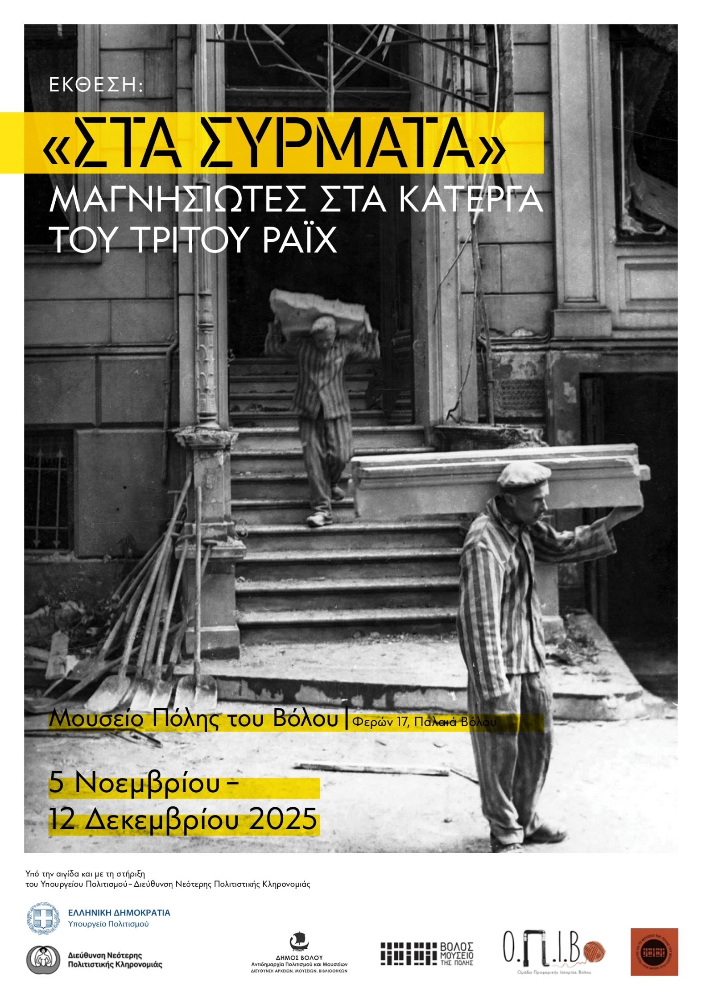 ΕΚΘΕΣΗ:
«ΣΤΑ ΣΥΡΜΑΤΑ»
ΜΑΓΝΗΣΙΩΤΕΣ ΣΤΑ ΚΑΤΕΡΓΑ
ΤΟΥ ΤΡΙΤΟΥ ΡΑΪΧ
Μουσείο Πόλης του Βόλου | Φερών 17, Παλαιά Βόλου
5 Νοεμβρίου –
12 Δεκεμβρίου 2025
Υπό την αιγίδα και με τη στήριξη
του Υπουργείου Πολιτισμού – Διεύθυνση Νεότερης Πολιτιστικής Κληρονομιάς
ΕΛΛΗΝΙΚΗ ΔΗΜΟΚΡΑΤΙΑ
Υπουργείο Πολιτισμού
Διεύθυνση Νεότερης
Πολιτιστικής Κληρονομιάς
ΔΗΜΟΣ ΒΟΛΟΥ
Αντιδημαρχία Πολιτισμού και Μουσείων
ΔΙΕΥΘΥΝΣΗ ΑΡΧΕΙΩΝ, ΜΟΥΣΕΙΩΝ, ΒΙΒΛΙΟΘΗΚΩΝ
ΒΟΛΟΣ
ΜΟΥΣΕΙΟ
ΤΗΣ ΠΟΛΗΣ
Ο.Π.Ι.Β
Ομάδα Προφορικής Ιστορίας Βόλου